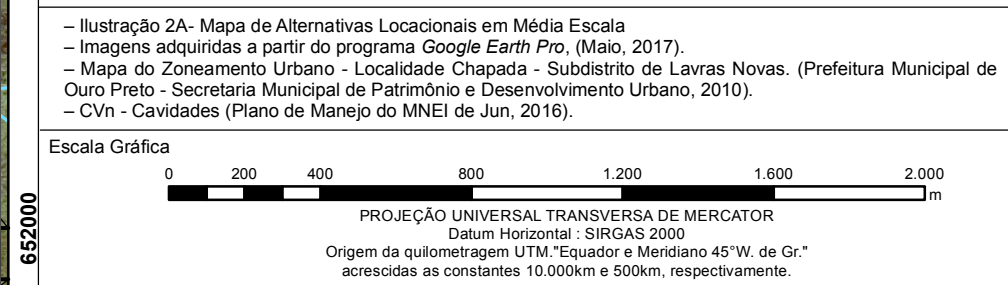 – Ilustração 2A- Mapa de Alternativas Locacionais em Média Escala
– Imagens adquiridas a partir do programa Google Earth Pro, (Maio, 2017).
– Mapa do Zoneamento Urbano - Localidade Chapada - Subdistrito de Lavras Novas. (Prefeitura Municipal de
Ouro Preto - Secretaria Municipal de Patrimônio e Desenvolvimento Urbano, 2010).
– CVn - Cavidades (Plano de Manejo do MNEI de Jun, 2016).
Escala Gráfica
0 200 400 800 1.200 1.600 2.000
m
PROJEÇÃO UNIVERSAL TRANSVERSA DE MERCATOR
Datum Horizontal : SIRGAS 2000
Origem da quilometragem UTM."Equador e Meridiano 45°W. de Gr."
acrescidas as constantes 10.000km e 500km, respectivamente.
652000